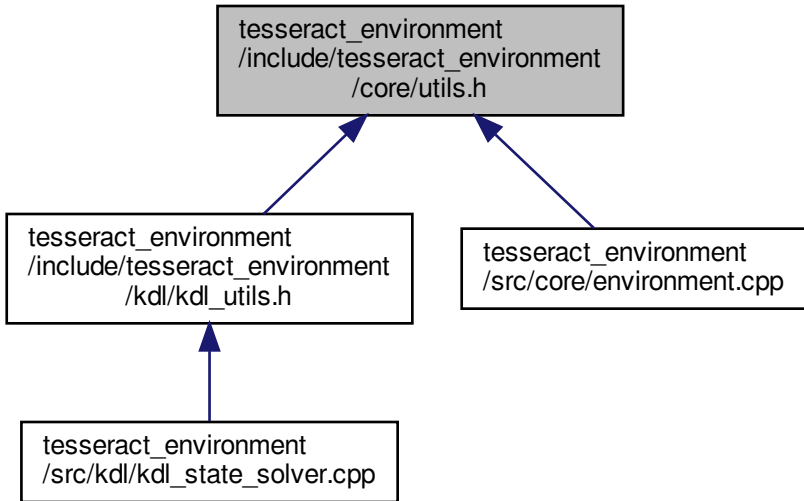 tesseract_environment
/include/tesseract_environment
/core/utils.h
tesseract_environment
/include/tesseract_environment
/kdl/kdl_utils.h
tesseract_environment
/src/core/environment.cpp
tesseract_environment
/src/kdl/kdl_state_solver.cpp